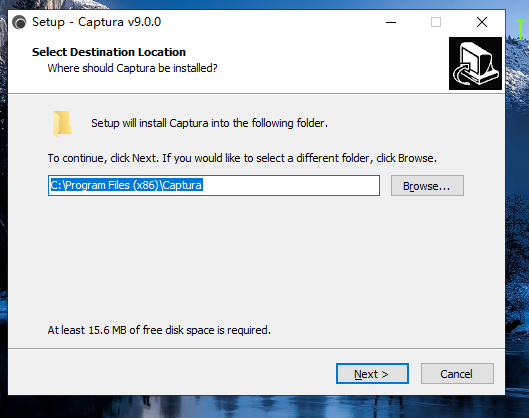 Setup - Captura v9.0.0
Select Destination Location
Where should Captura be installed?
Setup will install Captura into the following folder.
To continue, click Next. If you would like to select a different folder, click Browse.
C:\Program Files (x86)\Captura
Browse...
At least 15.6 MB of free disk space is required.
Next >
Cancel